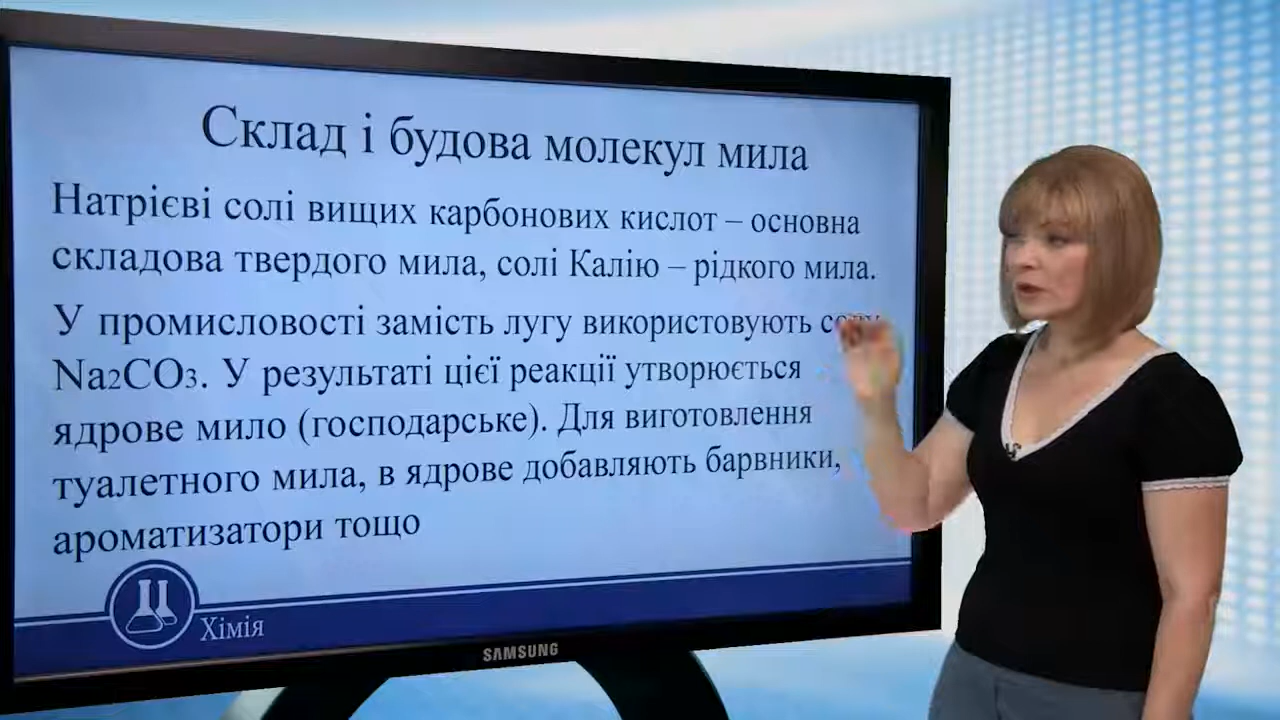 Склад і будова молекул мила
Натрієві солі вищих карбонових кислот – основна
складова твердого мила, солі Калію – рідкого мила.
У промисловості замість лугу використовують соду
Na2CO3. У результаті цієї реакції утворюється
ядрове мило (господарське). Для виготовлення
туалетного мила, в ядрове добавляють барвники,
ароматизатори тощо
Хімія
SAMSUNG